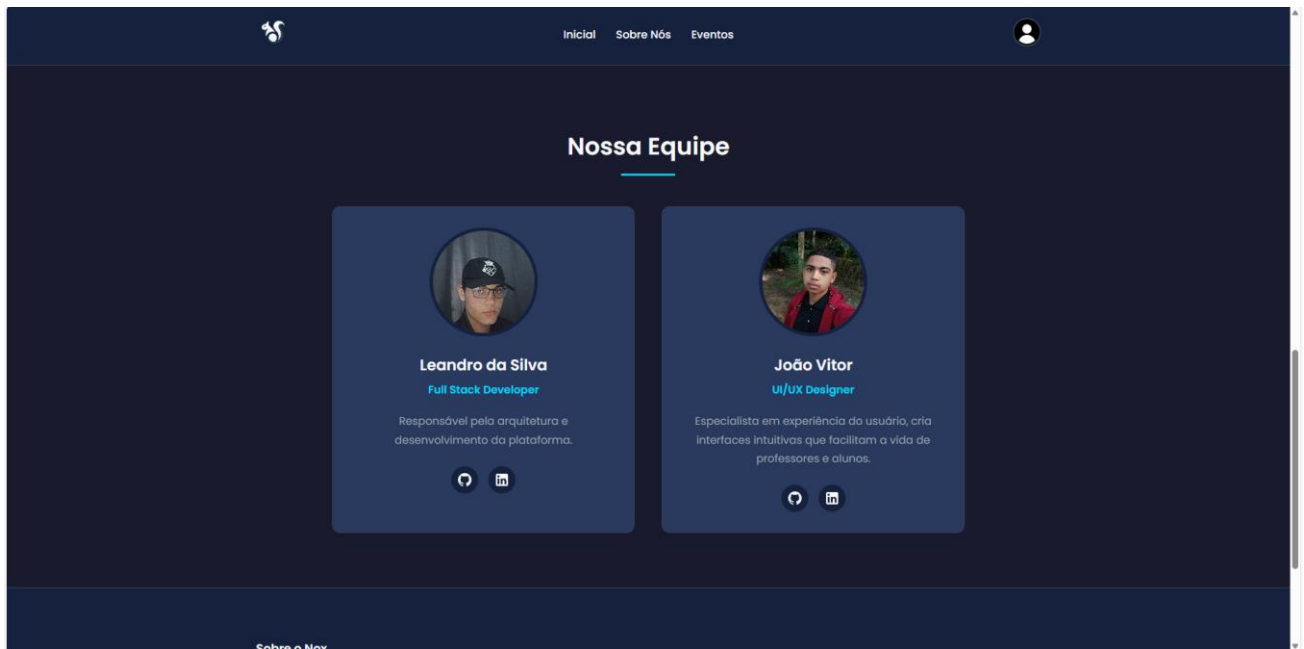 Inicial Sobre Nós Eventos
Nossa Equipe
Leandro da Silva
Full Stack Developer
Responsável pela arquitetura e
desenvolvimento da plataforma.
in
João Vitor
UI/UX Designer
Especialista em experiência do usuário, cria
interfaces intuitivas que facilitam a vida de
professores e alunos.
in
Sobre o Nox